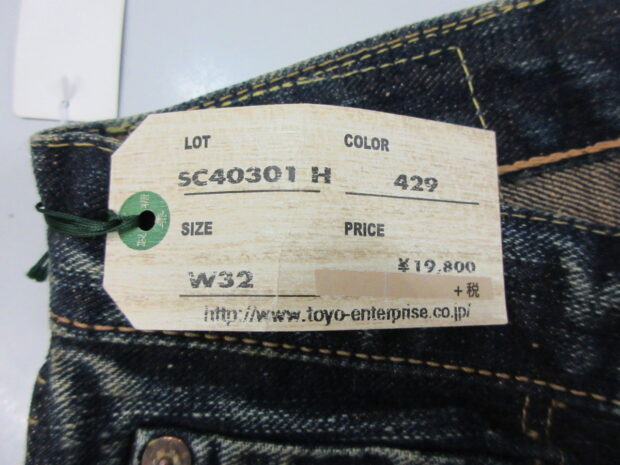 LOT
COLOR
SC40301 H
429
SIZE
PRICE
W32
¥19,800
+税
http://www.toyo-enterprise.co.jp/